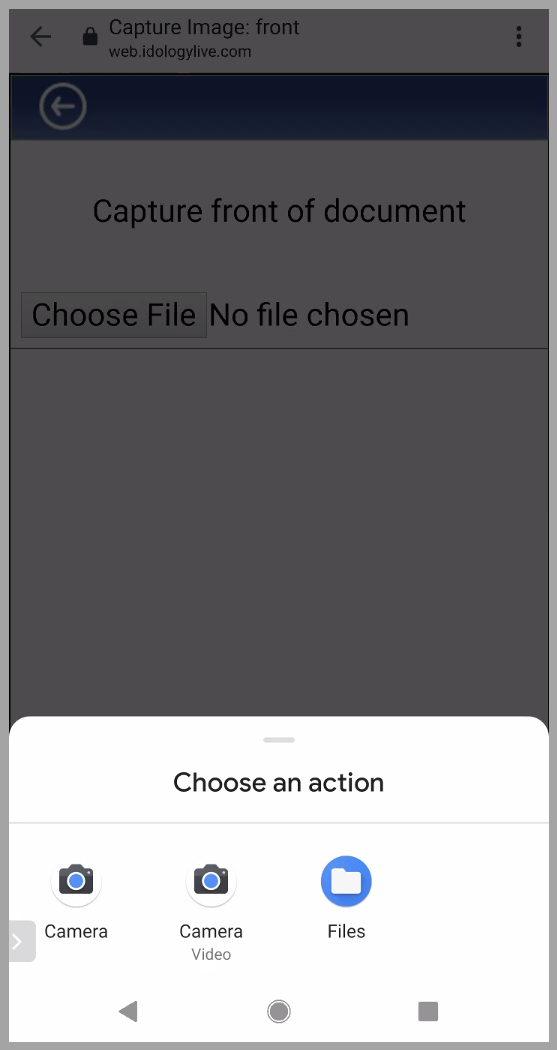 Capture Image: front
web.idologylive.com
Capture front of document
Choose File No file chosen
Choose an action
Camera Camera Files
Video